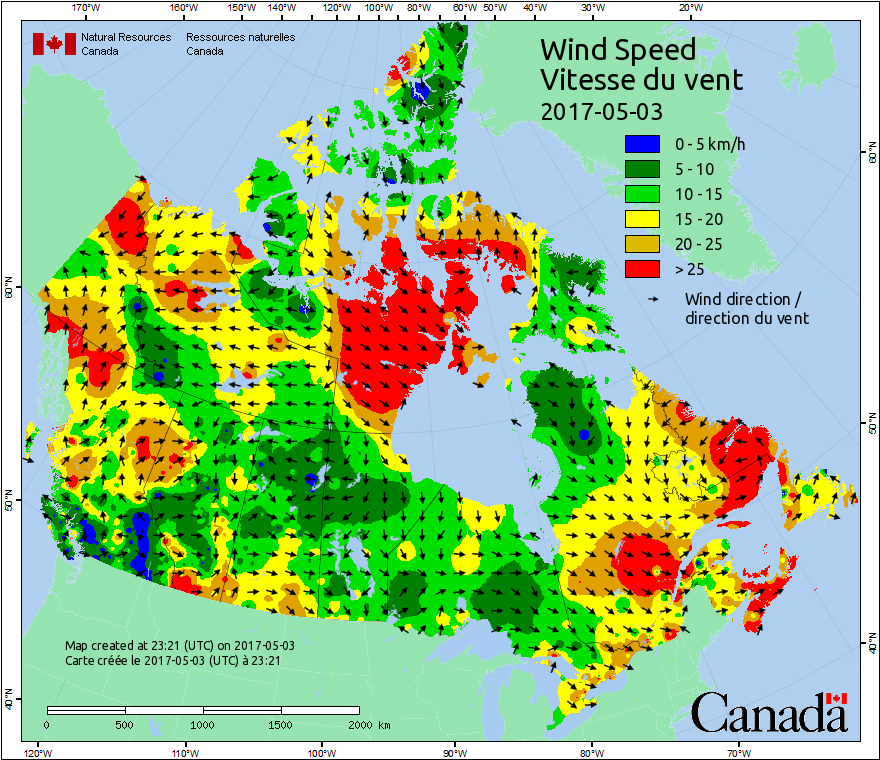 170°W 160°W 150°W 140°W 130°W 120°W 110°W 100°W 90°W 80°W 70°W 60°W 50°W 40°W 30°W 20°W
Natural Resources Canada
Ressources naturelles Canada
Wind Speed
Vitesse du vent
2017-05-03
0 - 5 km/h
5 - 10
10 - 15
15 - 20
20 - 25
> 25
Wind direction /
direction du vent
60°N
60°N
50°N
50°N
40°N
40°N
Map created at 23:21 (UTC) on 2017-05-03
Carte créée le 2017-05-03 (UTC) à 23:21
0 500 1000 1500 2000 km
Canada
120°W 110°W 100°W 90°W 80°W 70°W